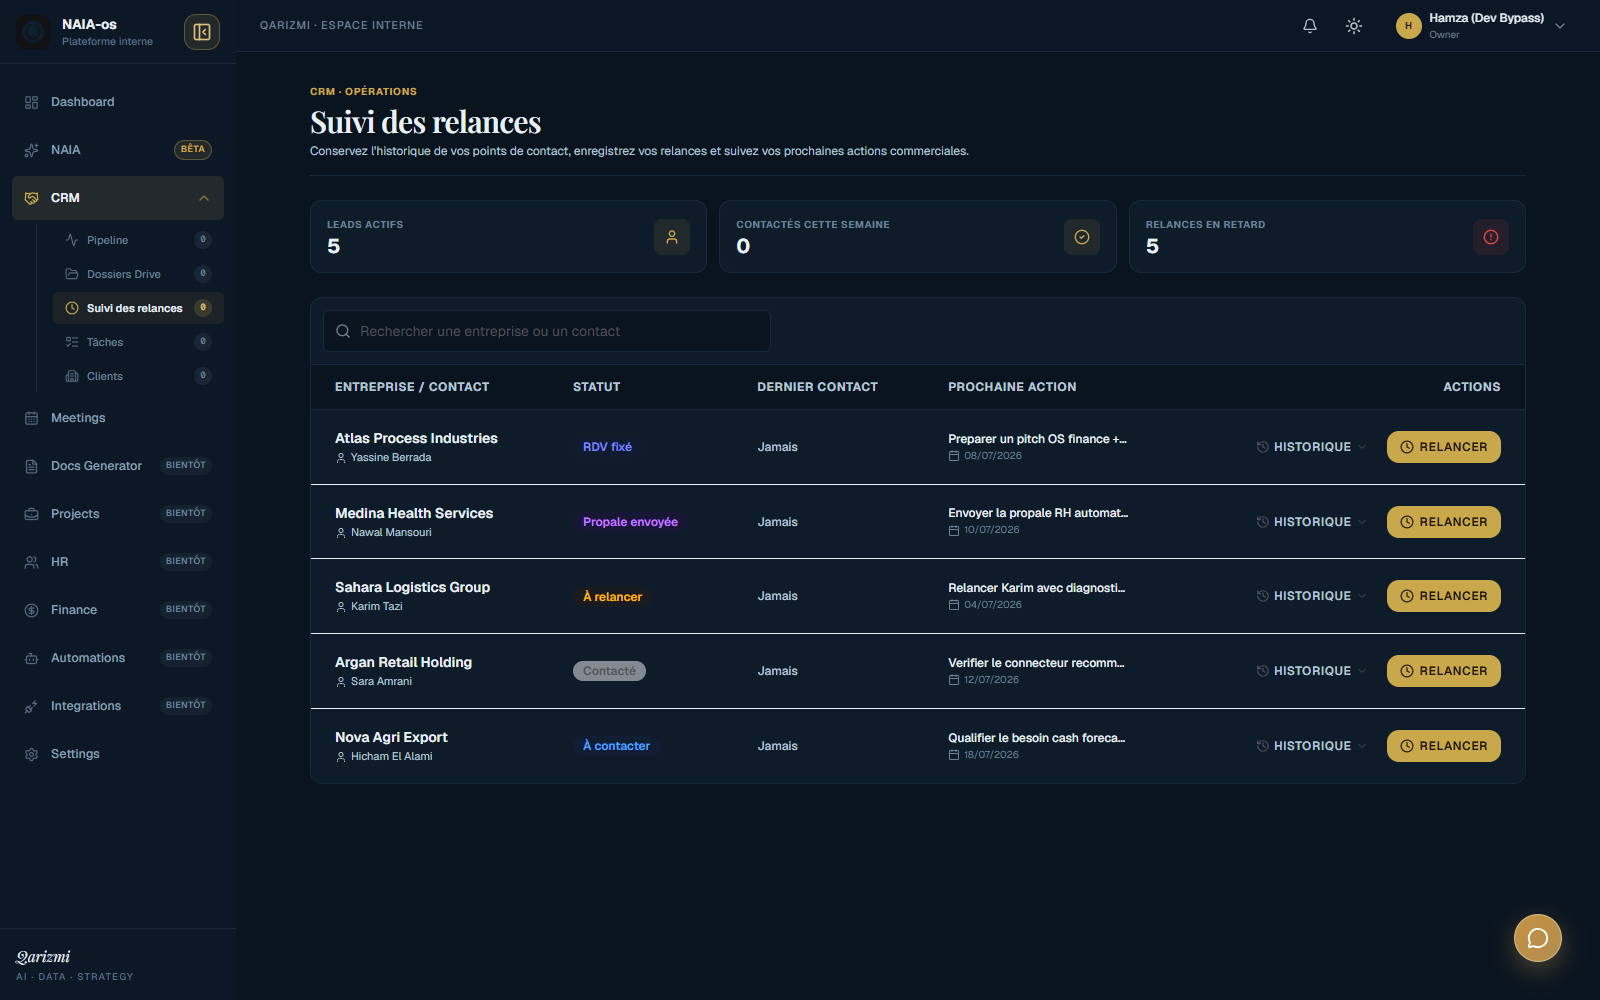 NAIA-os
Plateforme interne
QARIZMI · ESPACE INTERNE
H
Hamza (Dev Bypass)
Owner
Dashboard
NAIA
BÊTA
CRM
Pipeline
0
Dossiers Drive
0
Suivi des relances
0
Tâches
0
Clients
0
Meetings
Docs Generator
BIENTÔT
Projects
BIENTÔT
HR
BIENTÔT
Finance
BIENTÔT
Automations
BIENTÔT
Integrations
BIENTÔT
Settings
Qarizmi
AI · DATA · STRATEGY
CRM · OPÉRATIONS
Suivi des relances
Conservez l'historique de vos points de contact, enregistrez vos relances et suivez vos prochaines actions commerciales.
LEADS ACTIFS
5
CONTACTÉS CETTE SEMAINE
0
RELANCES EN RETARD
5
Rechercher une entreprise ou un contact
ENTREPRISE / CONTACT STATUT DERNIER CONTACT PROCHAINE ACTION ACTIONS
Atlas Process Industries
Yassine Berrada
RDV fixé
Jamais
Preparer un pitch OS finance +...
08/07/2026
HISTORIQUE
RELANCER
Medina Health Services
Nawal Mansouri
Propale envoyée
Jamais
Envoyer la propale RH automat...
10/07/2026
HISTORIQUE
RELANCER
Sahara Logistics Group
Karim Tazi
À relancer
Jamais
Relancer Karim avec diagnosti...
04/07/2026
HISTORIQUE
RELANCER
Argan Retail Holding
Sara Amrani
Contacté
Jamais
Verifier le connecteur recomm...
12/07/2026
HISTORIQUE
RELANCER
Nova Agri Export
Hicham El Alami
À contacter
Jamais
Qualifier le besoin cash foreca...
18/07/2026
HISTORIQUE
RELANCER